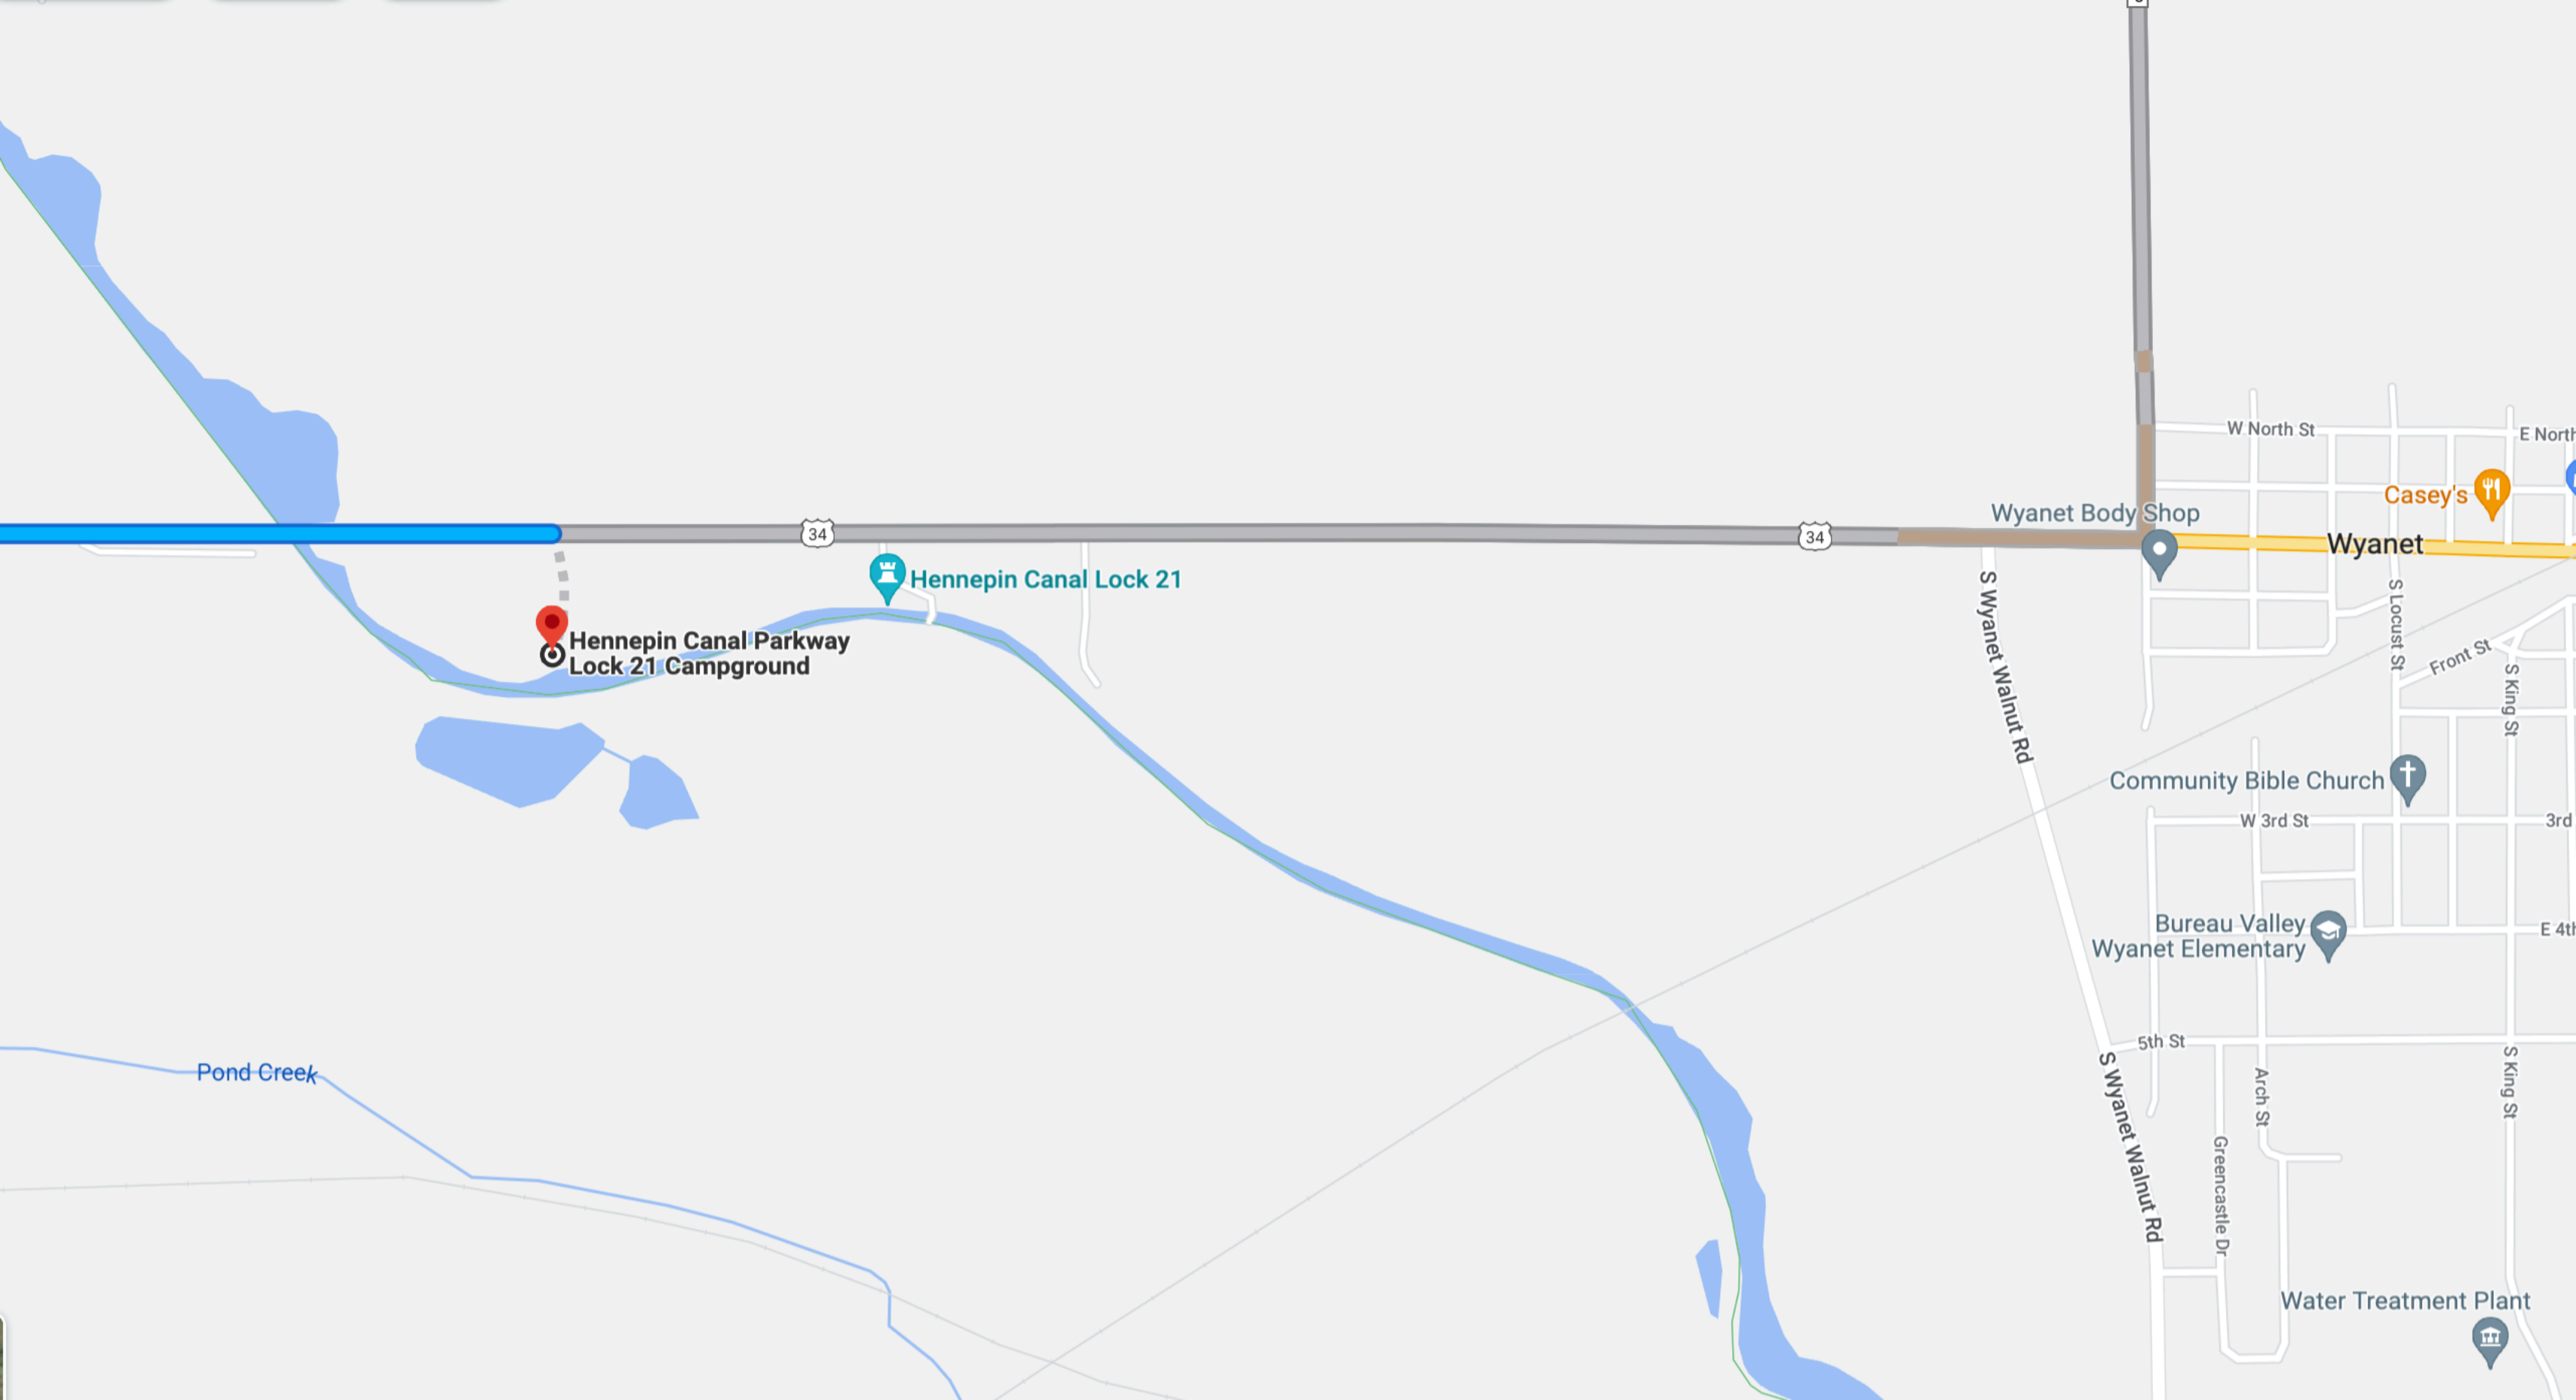 W North St
E North
Casey's
Wyanet Body Shop
34
34
Wyanet
Hennepin Canal Lock 21
Hennepin Canal Parkway
Lock 21 Campground
S Wyanet Walnut Rd
S Locust St
Front St
S King St
Community Bible Church
W 3rd St
3rd
Bureau Valley
Wyanet Elementary
E 4th
5th St
Pond Creek
S Wyanet Walnut Rd
Arch St
S King St
Greencastle Dr
Water Treatment Plant